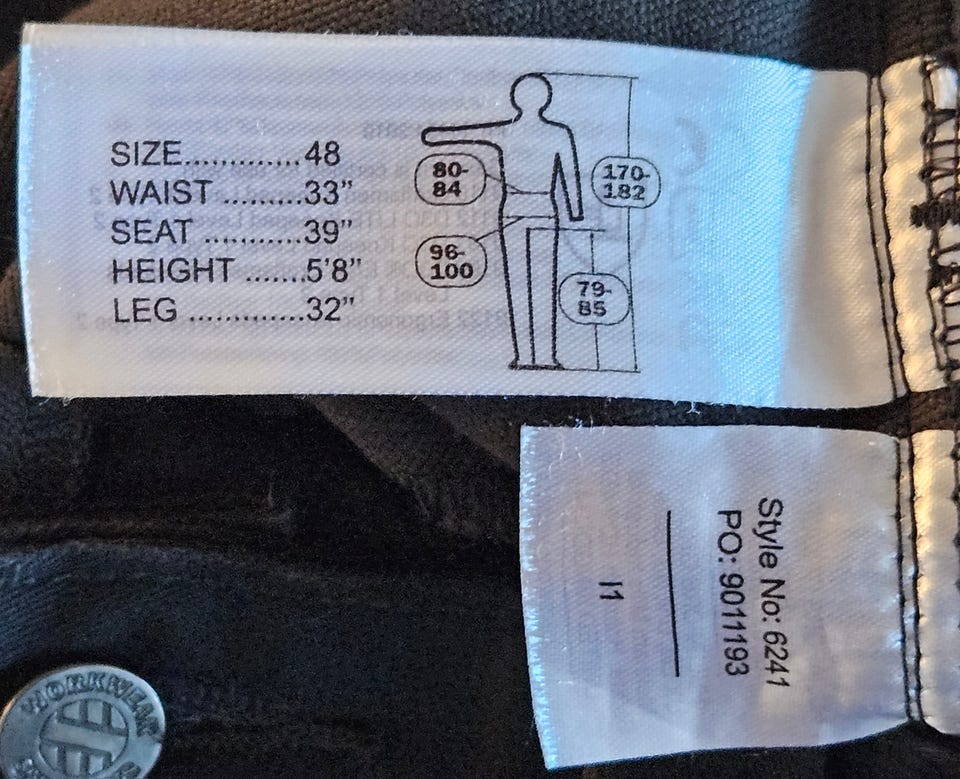 SIZE.............48
WAIST .........33”
SEAT ...........39”
HEIGHT .......5’8”
LEG .............32”
80-
84
170-
182
96-
100
79-
85
Style No: 6241
PO: 9011193
I1
WORKWEAR